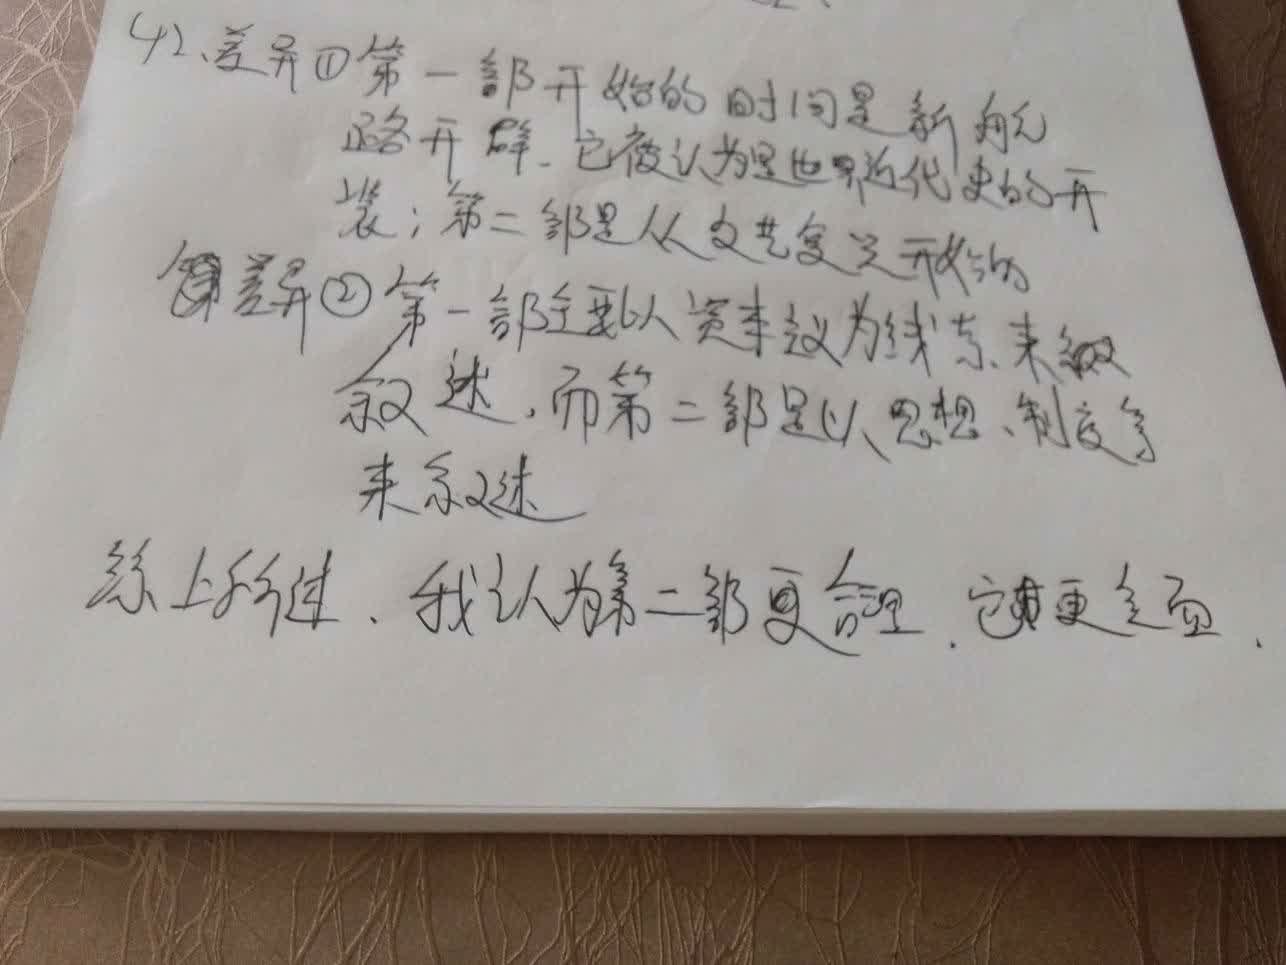 42、差异①第一部开始的时间是新航
路开辟、它被认为是世界近代史的开
端；第二部是从文艺复兴开始的
差异②第一部主要以资本主义为线索、来
叙述、而第二部是以思想、制度等
来叙述
综上所述、我认为第二部更合理、它更全面.